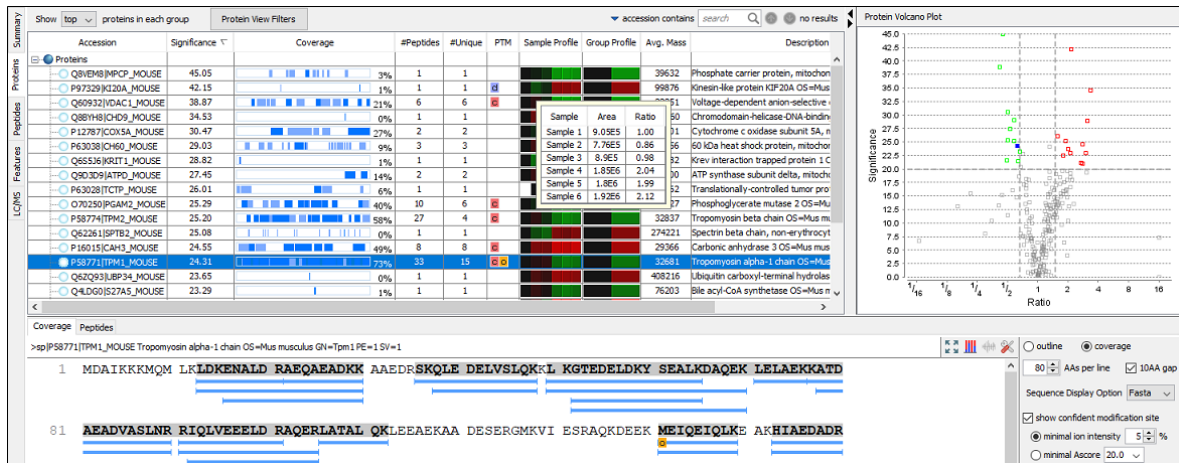 Summary
Proteins
Peptides
Features
LC/MS
Show top proteins in each group Protein View Filters accession contains search no results
Accession Significance Coverage #Peptides #Unique PTM Sample Profile Group Profile Avg. Mass Description
Proteins
Q8VEM8|MPCP_MOUSE 45.05 3% 1 1 39632 Phosphate carrier protein, mitochon
P97329|KI20A_MOUSE 42.15 1% 1 1 d 99876 Kinesin-like protein KIF20A OS=Mus
Q60932|VDAC1_MOUSE 38.87 21% 6 6 c Voltage-dependent anion-selective
Q8BYH8|CHD9_MOUSE 34.53 0% 1 1 Chromodomain-helicase-DNA-binding
P12787|COX5A_MOUSE 30.47 27% 2 2 Cytochrome c oxidase subunit 5A, m
P63038|CH60_MOUSE 29.03 9% 3 3 60 kDa heat shock protein, mitochon
Q6S5J6|KRIT1_MOUSE 28.82 1% 1 1 Krev interaction trapped protein 1 O
Q9D3D9|ATPD_MOUSE 27.45 14% 2 2 ATP synthase subunit delta, mitocho
P63028|TCTP_MOUSE 26.01 6% 1 1 Translationally-controlled tumor pro
O70250|PGAM2_MOUSE 25.29 40% 10 6 c Phosphoglycerate mutase 2 OS=Mus
P58774|TPM2_MOUSE 25.20 58% 27 4 c 32837 Tropomyosin beta chain OS=Mus m
Q62261|SPTB2_MOUSE 25.08 0% 1 1 274221 Spectrin beta chain, non-erythrocyt
P16015|CAH3_MOUSE 24.55 49% 8 8 c 29366 Carbonic anhydrase 3 OS=Mus mus
P58771|TPM1_MOUSE 24.31 73% 33 15 c o 32681 Tropomyosin alpha-1 chain OS=Mus
Q6ZQ93|UBP34_MOUSE 23.65 0% 1 1 408216 Ubiquitin carboxyl-terminal hydrolas
Q4LDG0|S27A5_MOUSE 23.29 1% 1 1 76203 Bile acyl-CoA synthetase OS=Mus m
Sample Area Ratio
Sample 1 9.05E5 1.00
Sample 2 7.76E5 0.86
Sample 3 8.9E5 0.98
Sample 4 1.85E6 2.04
Sample 5 1.8E6 1.99
Sample 6 1.92E6 2.12
Protein Volcano Plot
Significance
45.0
42.5
40.0
37.5
35.0
32.5
30.0
27.5
25.0
22.5
20.0
17.5
15.0
12.5
10.0
7.5
5.0
2.5
0.0
1/16 1/8 1/4 1/2 1 2 4 8 16
Ratio
Coverage Peptides
>sp|P58771|TPM1_MOUSE Tropomyosin alpha-1 chain OS=Mus musculus GN=Tpm1 PE=1 SV=1
1 MDAIKKKMQM LKLDKENALD RAEQAEADKK AAEDRSKQLE DELVSLQKKL KGTEDELDKY SEALKDAQEK LELAEKKATD
81 AEADVASLNR RIQLVEEELD RAQERLATAL QKLEEAEKAA DESERGMKVI ESRAQKDEEK MEIQEIQLKE AKHIAEDADR
o
outline coverage
80 AAs per line 10AA gap
Sequence Display Option Fasta
show confident modification site
minimal ion intensity 5 %
minimal Ascore 20.0